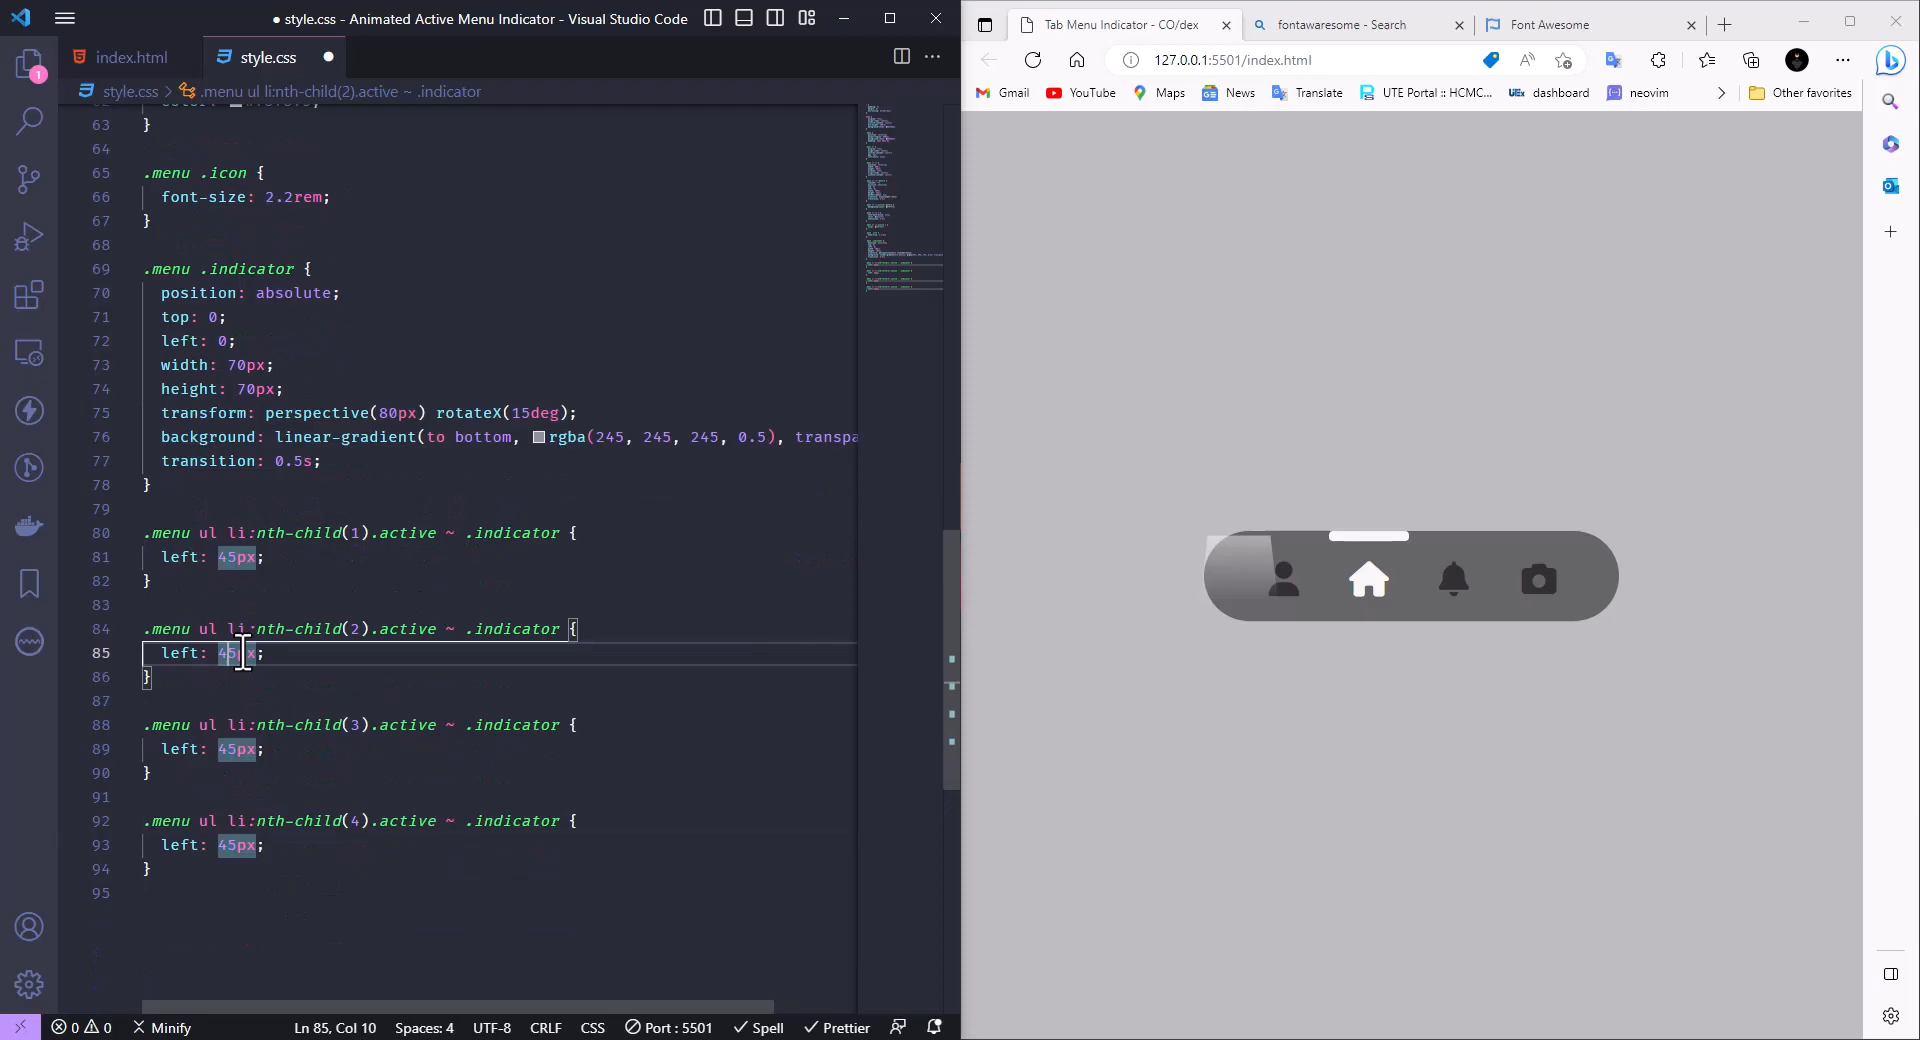 style.css - Animated Active Menu Indicator - Visual Studio Code
index.html
style.css
style.css > .menu ul li:nth-child(2).active ~ .indicator
63 }
64
65 .menu .icon {
66 font-size: 2.2rem;
67 }
68
69 .menu .indicator {
70 position: absolute;
71 top: 0;
72 left: 0;
73 width: 70px;
74 height: 70px;
75 transform: perspective(80px) rotateX(15deg);
76 background: linear-gradient(to bottom, rgba(245, 245, 245, 0.5), transpa
77 transition: 0.5s;
78 }
79
80 .menu ul li:nth-child(1).active ~ .indicator {
81 left: 45px;
82 }
83
84 .menu ul li:nth-child(2).active ~ .indicator {
85 left: 45px;
86 }
87
88 .menu ul li:nth-child(3).active ~ .indicator {
89 left: 45px;
90 }
91
92 .menu ul li:nth-child(4).active ~ .indicator {
93 left: 45px;
94 }
95
1
0 0 Minify Ln 85, Col 10 Spaces: 4 UTF-8 CRLF CSS Port : 5501 Spell Prettier
Tab Menu Indicator - CO/dex
fontawaresome - Search
Font Awesome
127.0.0.1:5501/index.html
Gmail YouTube Maps News Translate UTE Portal :: HCMC... dashboard neovim Other favorites